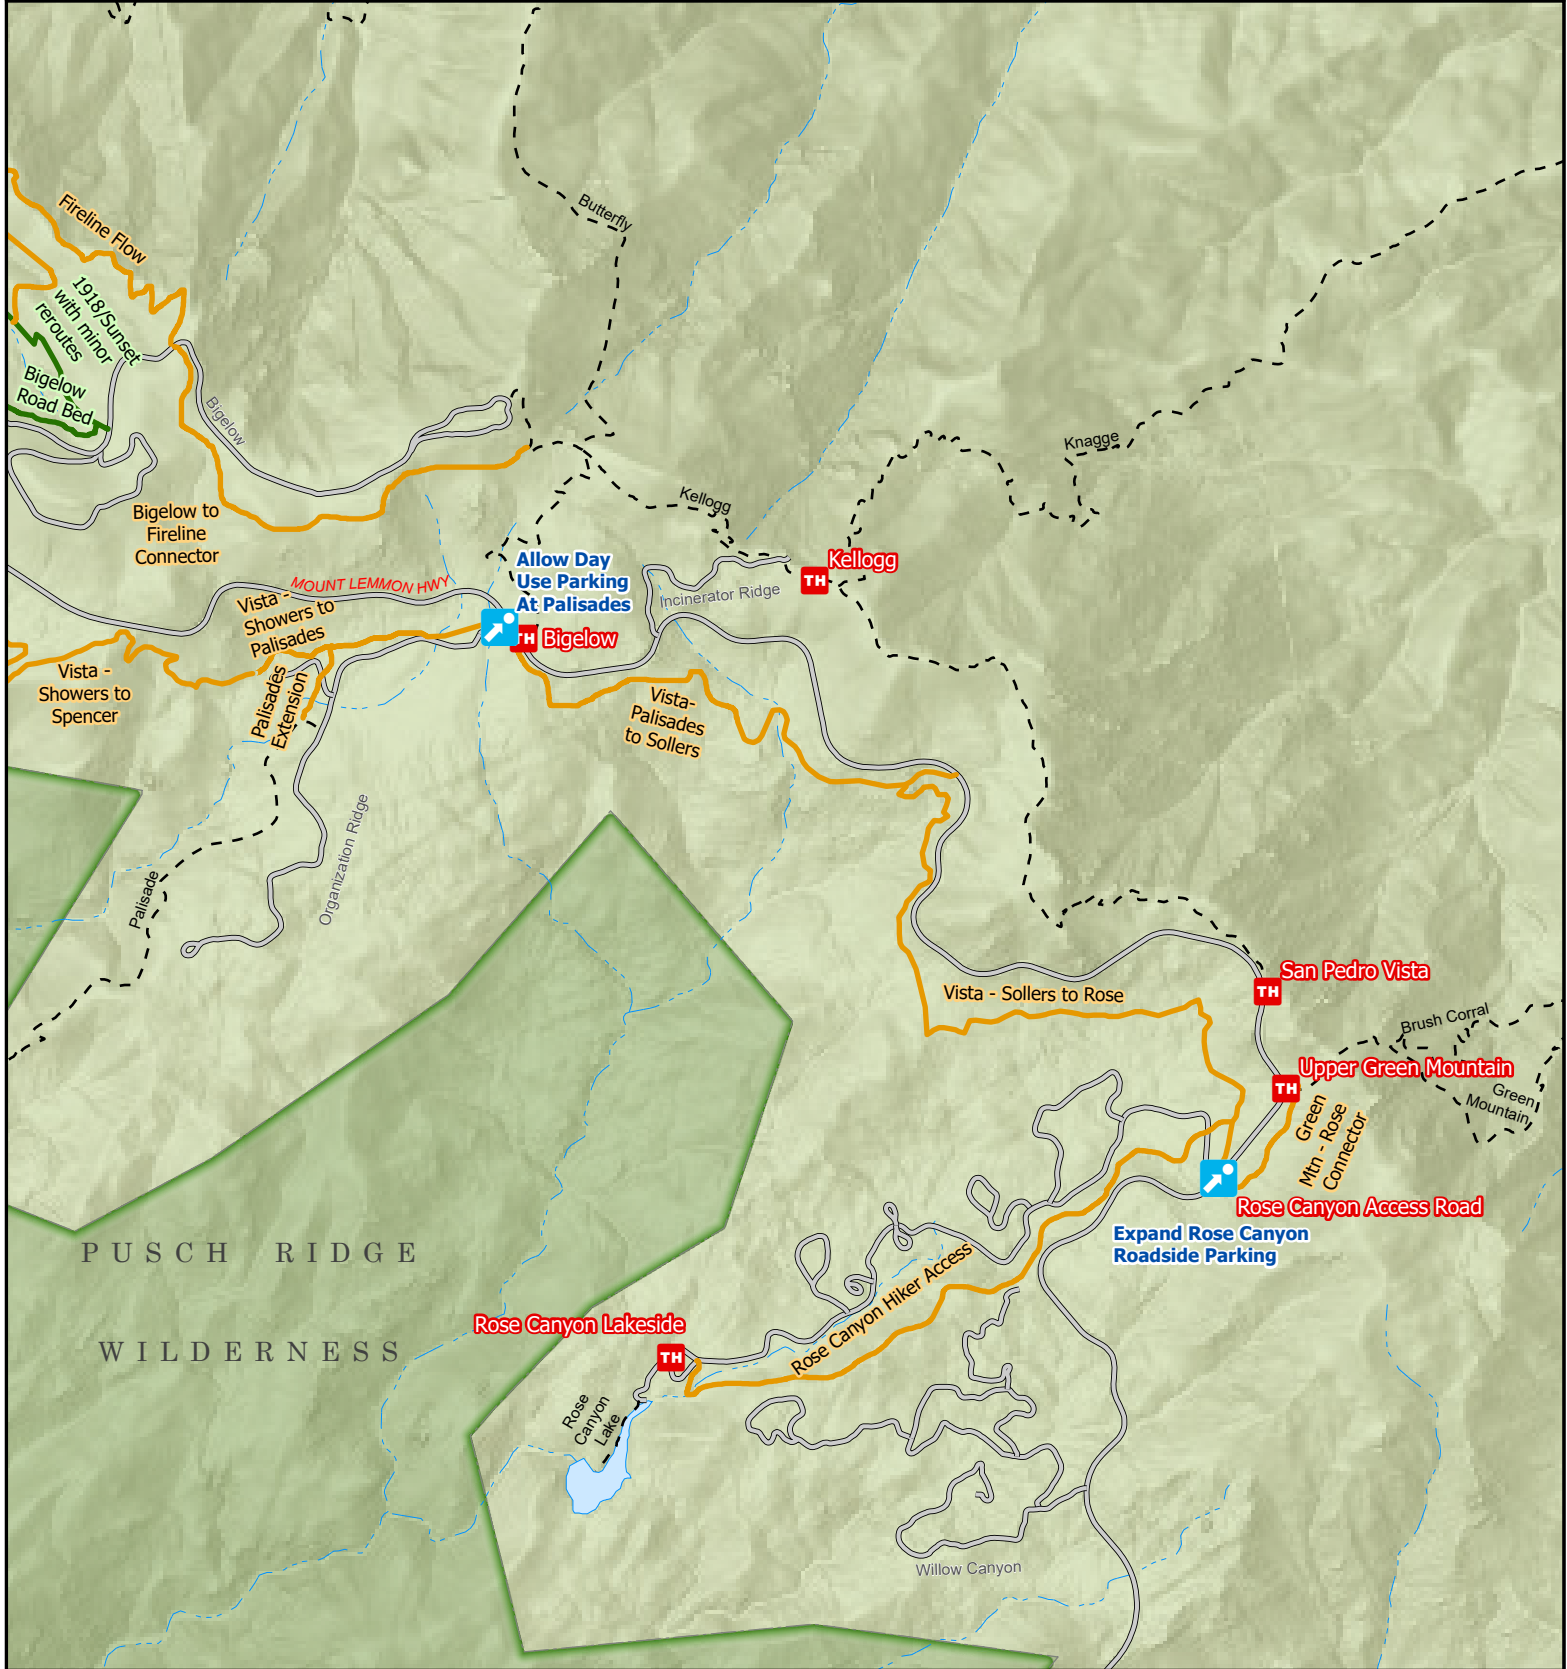 Butterfly
Fireline Flow
1918/Sunset
with minor
reroutes
Bigelow
Road Bed
Bigelow
Knagge
Kellogg
Bigelow to
Fireline
Connector
Allow Day
Use Parking
At Palisades
Kellogg
TH
MOUNT LEMMON HWY
Incinerator Ridge
Vista -
Showers to
Palisades
TH
Bigelow
Vista -
Showers to
Spencer
Palisades
Extension
Vista-
Palisades
to Sollers
Organization Ridge
Palisade
San Pedro Vista
TH
Vista - Sollers to Rose
Brush Corral
Upper Green Mountain
TH
Green
Mountain
Green
Mtn - Rose
Connector
Rose Canyon Access Road
Expand Rose Canyon
Roadside Parking
PUSCH RIDGE
WILDERNESS
Rose Canyon Hiker Access
Rose Canyon Lakeside
TH
Rose
Canyon
Lake
Willow Canyon